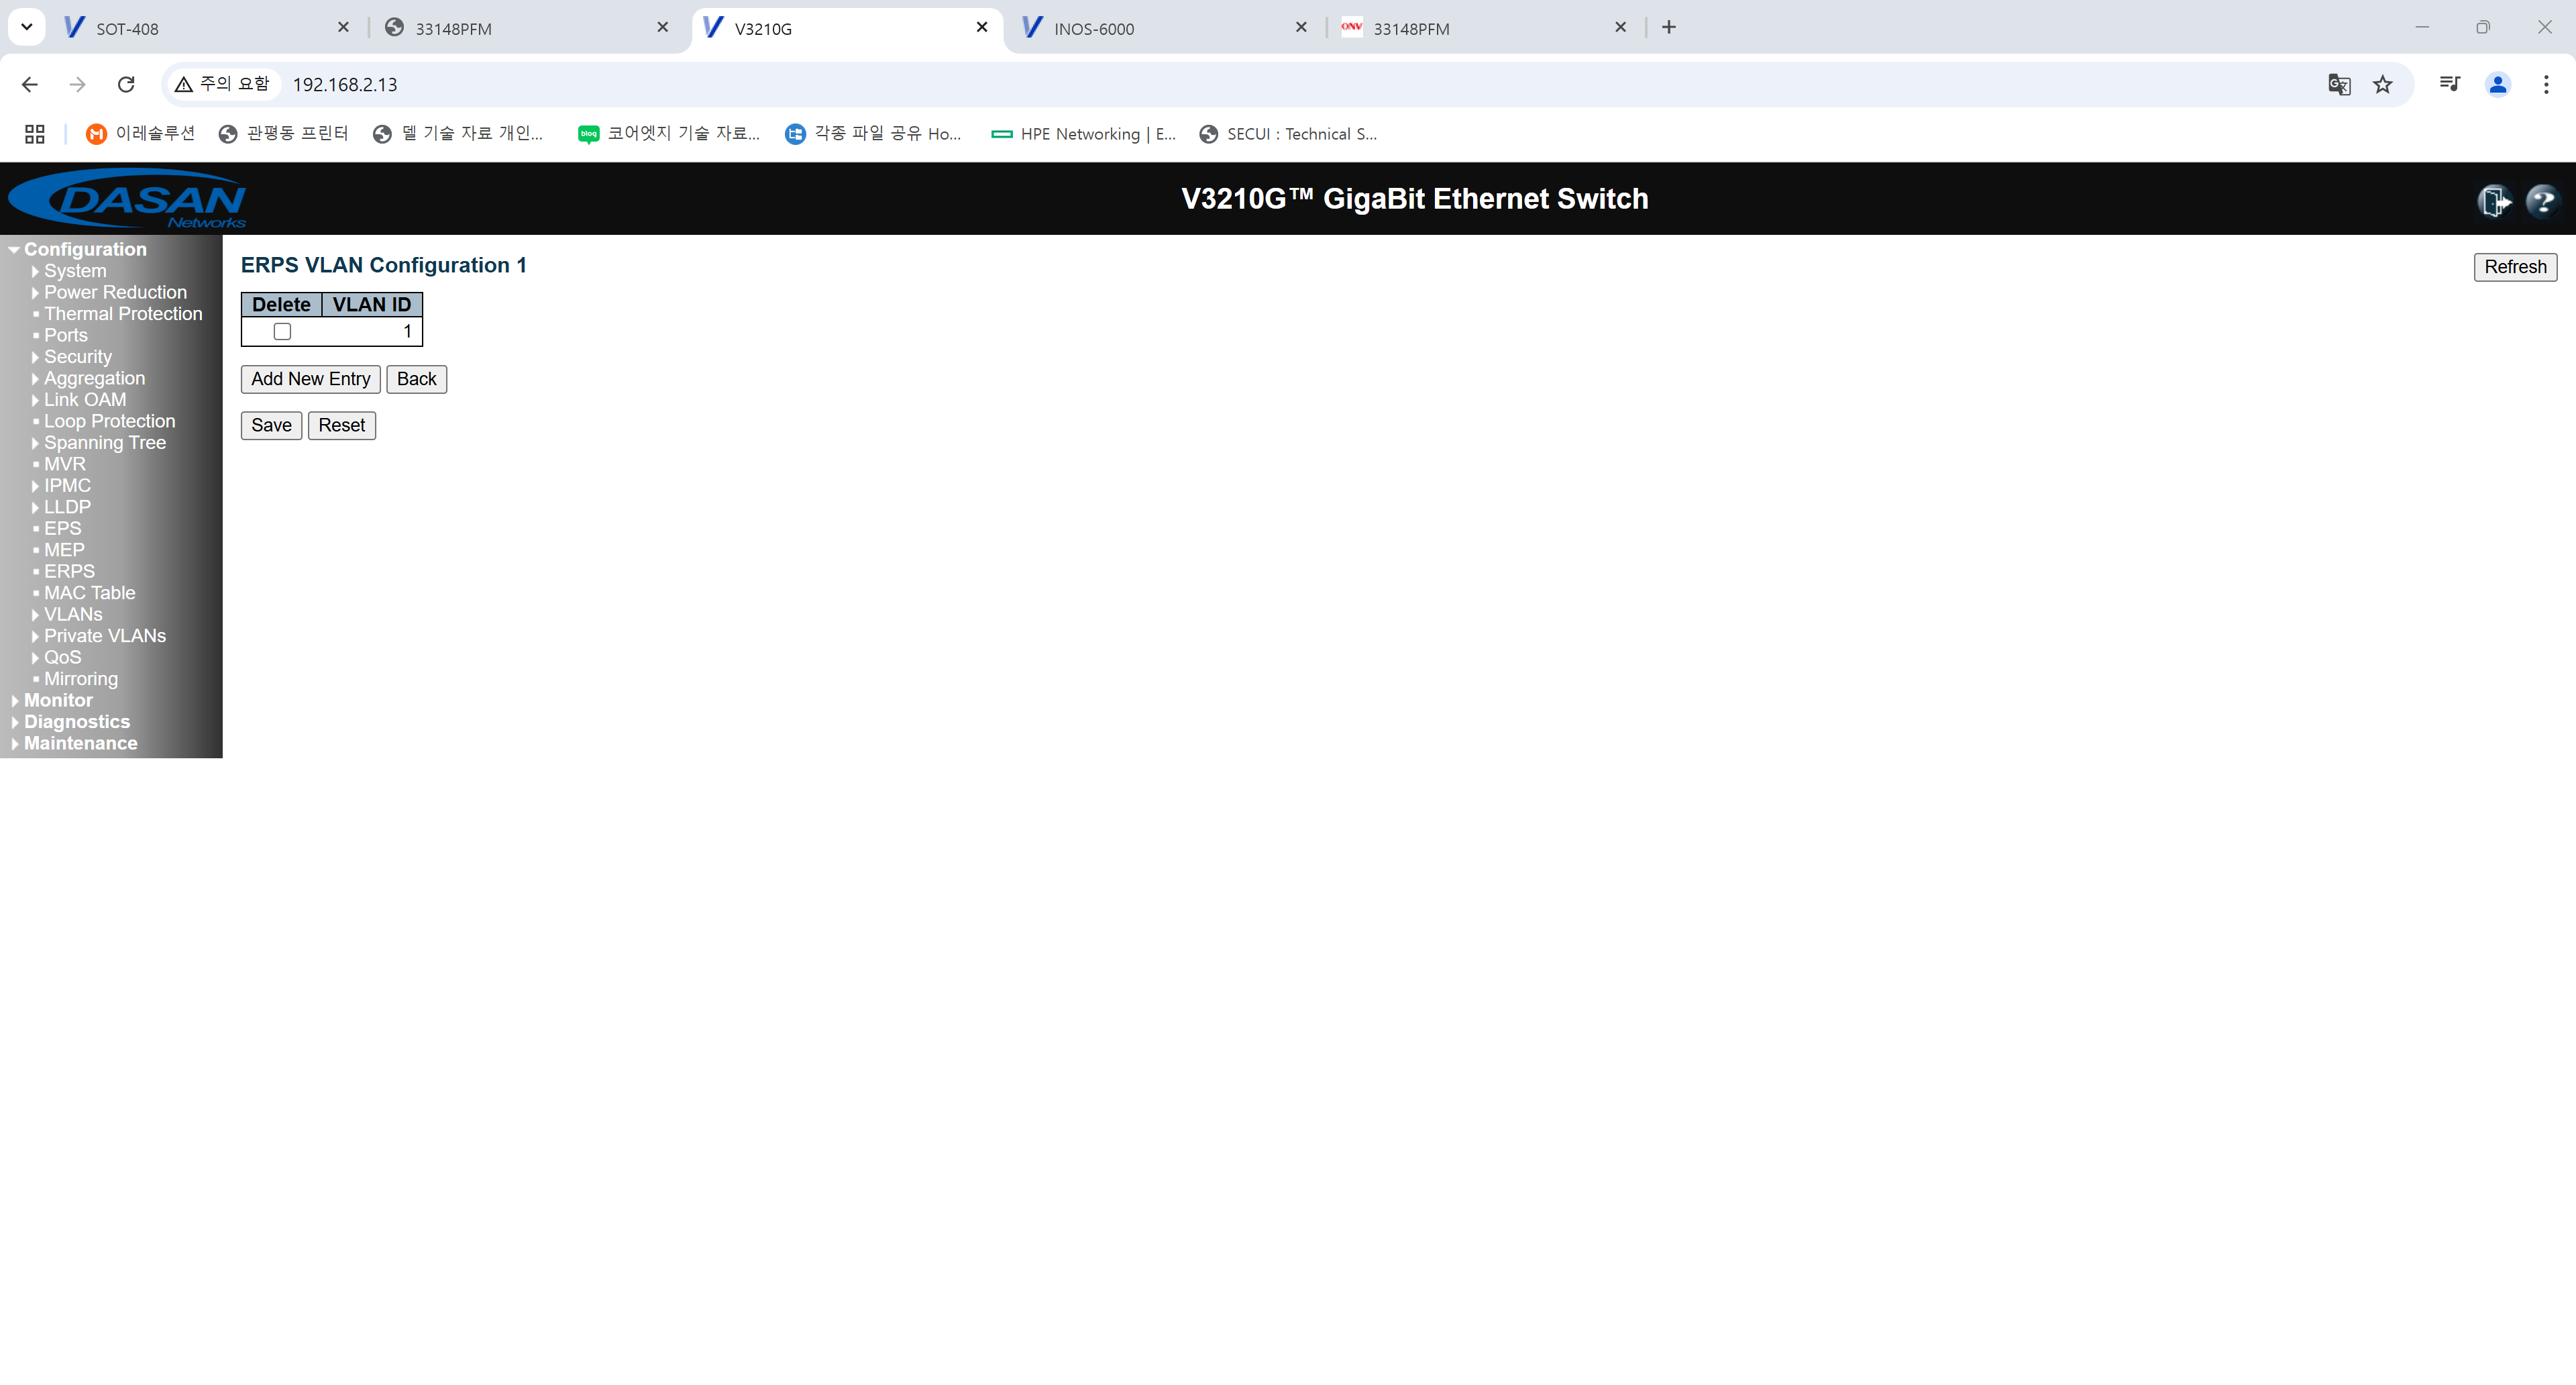 SOT-408
33148PFM
V3210G
INOS-6000
ONV 33148PFM
주의 요함 192.168.2.13
이레솔루션
관평동 프린터
델 기술 자료 개인...
blog 코어엣지 기술 자료...
각종 파일 공유 Ho...
HPE Networking | E...
SECUI : Technical S...
DASAN
Networks
V3210G™ GigaBit Ethernet Switch
Configuration
System
Power Reduction
Thermal Protection
Ports
Security
Aggregation
Link OAM
Loop Protection
Spanning Tree
MVR
IPMC
LLDP
EPS
MEP
ERPS
MAC Table
VLANs
Private VLANs
QoS
Mirroring
Monitor
Diagnostics
Maintenance
ERPS VLAN Configuration 1
Refresh
Delete VLAN ID
1
Add New Entry Back
Save Reset